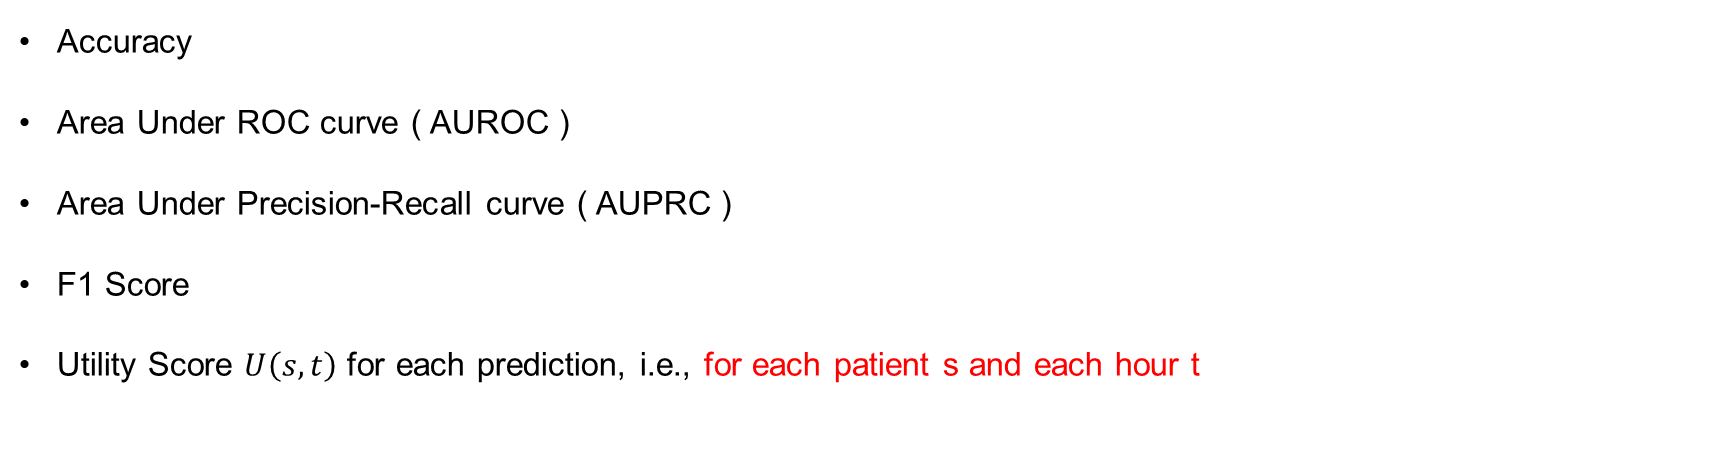 • Accuracy
• Area Under ROC curve ( AUROC )
• Area Under Precision-Recall curve ( AUPRC )
• F1 Score
• Utility Score 𝑈(𝑠,𝑡) for each prediction, i.e., for each patient s and each hour t